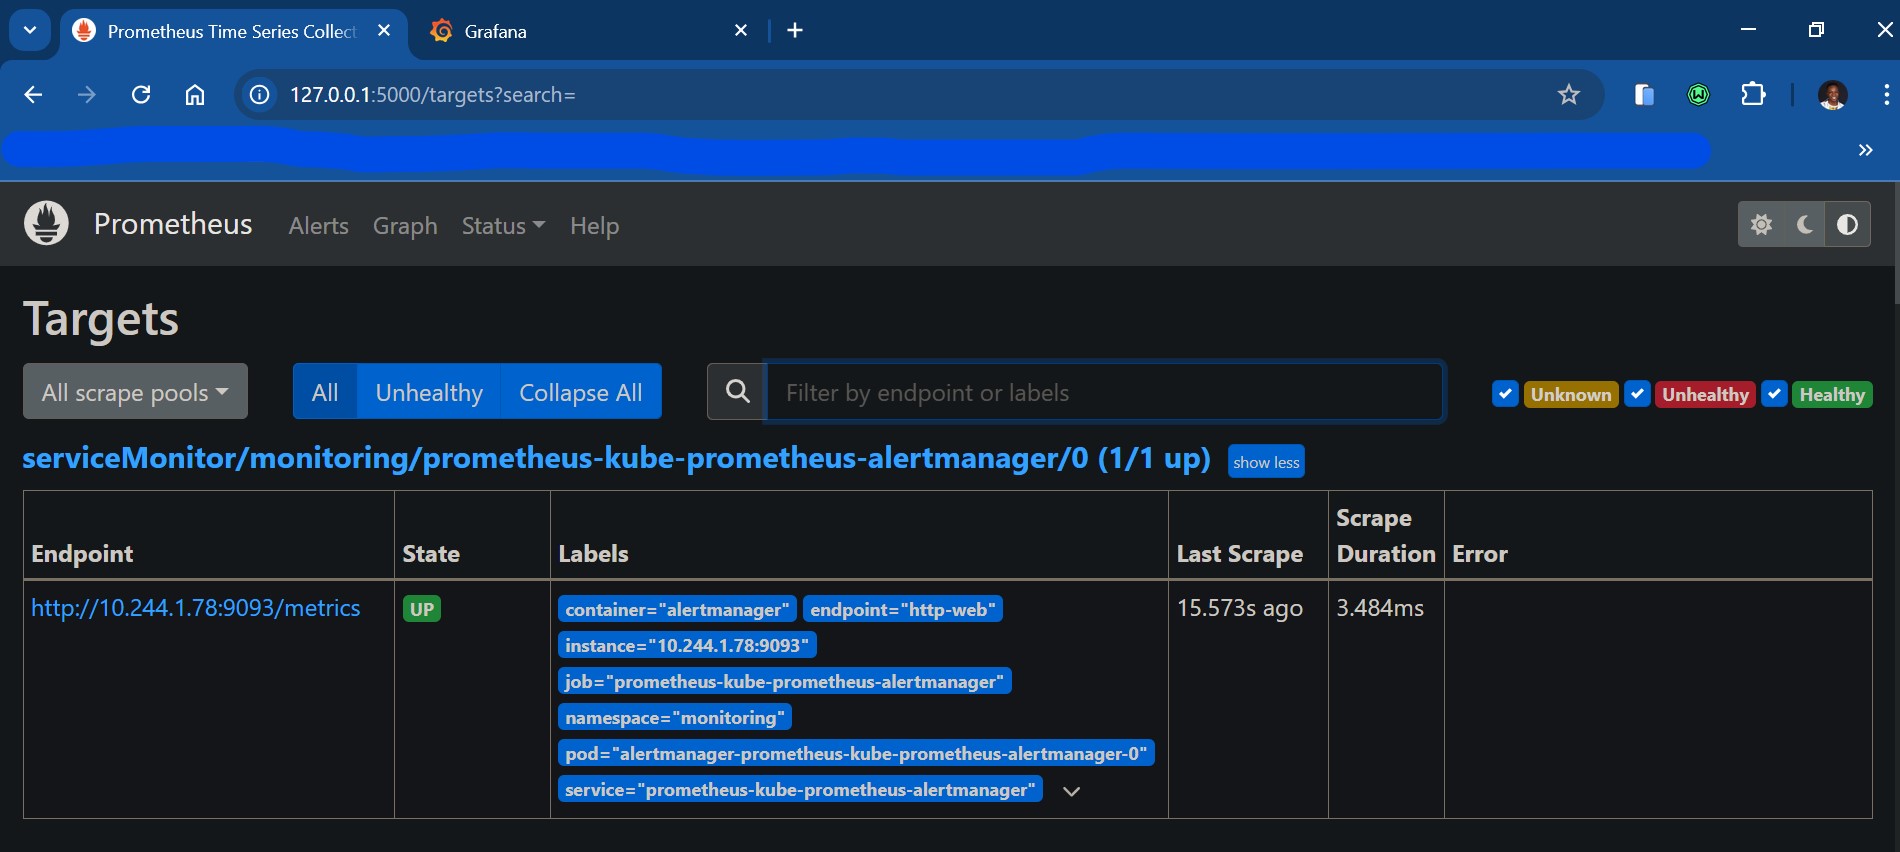 Prometheus Time Series Collect
Grafana
127.0.0.1:5000/targets?search=
Prometheus Alerts Graph Status Help
Targets
All scrape pools All Unhealthy Collapse All Filter by endpoint or labels Unknown Unhealthy Healthy
serviceMonitor/monitoring/prometheus-kube-prometheus-alertmanager/0 (1/1 up) show less
Endpoint State Labels Last Scrape Scrape Duration Error
http://10.244.1.78:9093/metrics UP container="alertmanager" endpoint="http-web" 15.573s ago 3.484ms
instance="10.244.1.78:9093"
job="prometheus-kube-prometheus-alertmanager"
namespace="monitoring"
pod="alertmanager-prometheus-kube-prometheus-alertmanager-0"
service="prometheus-kube-prometheus-alertmanager"